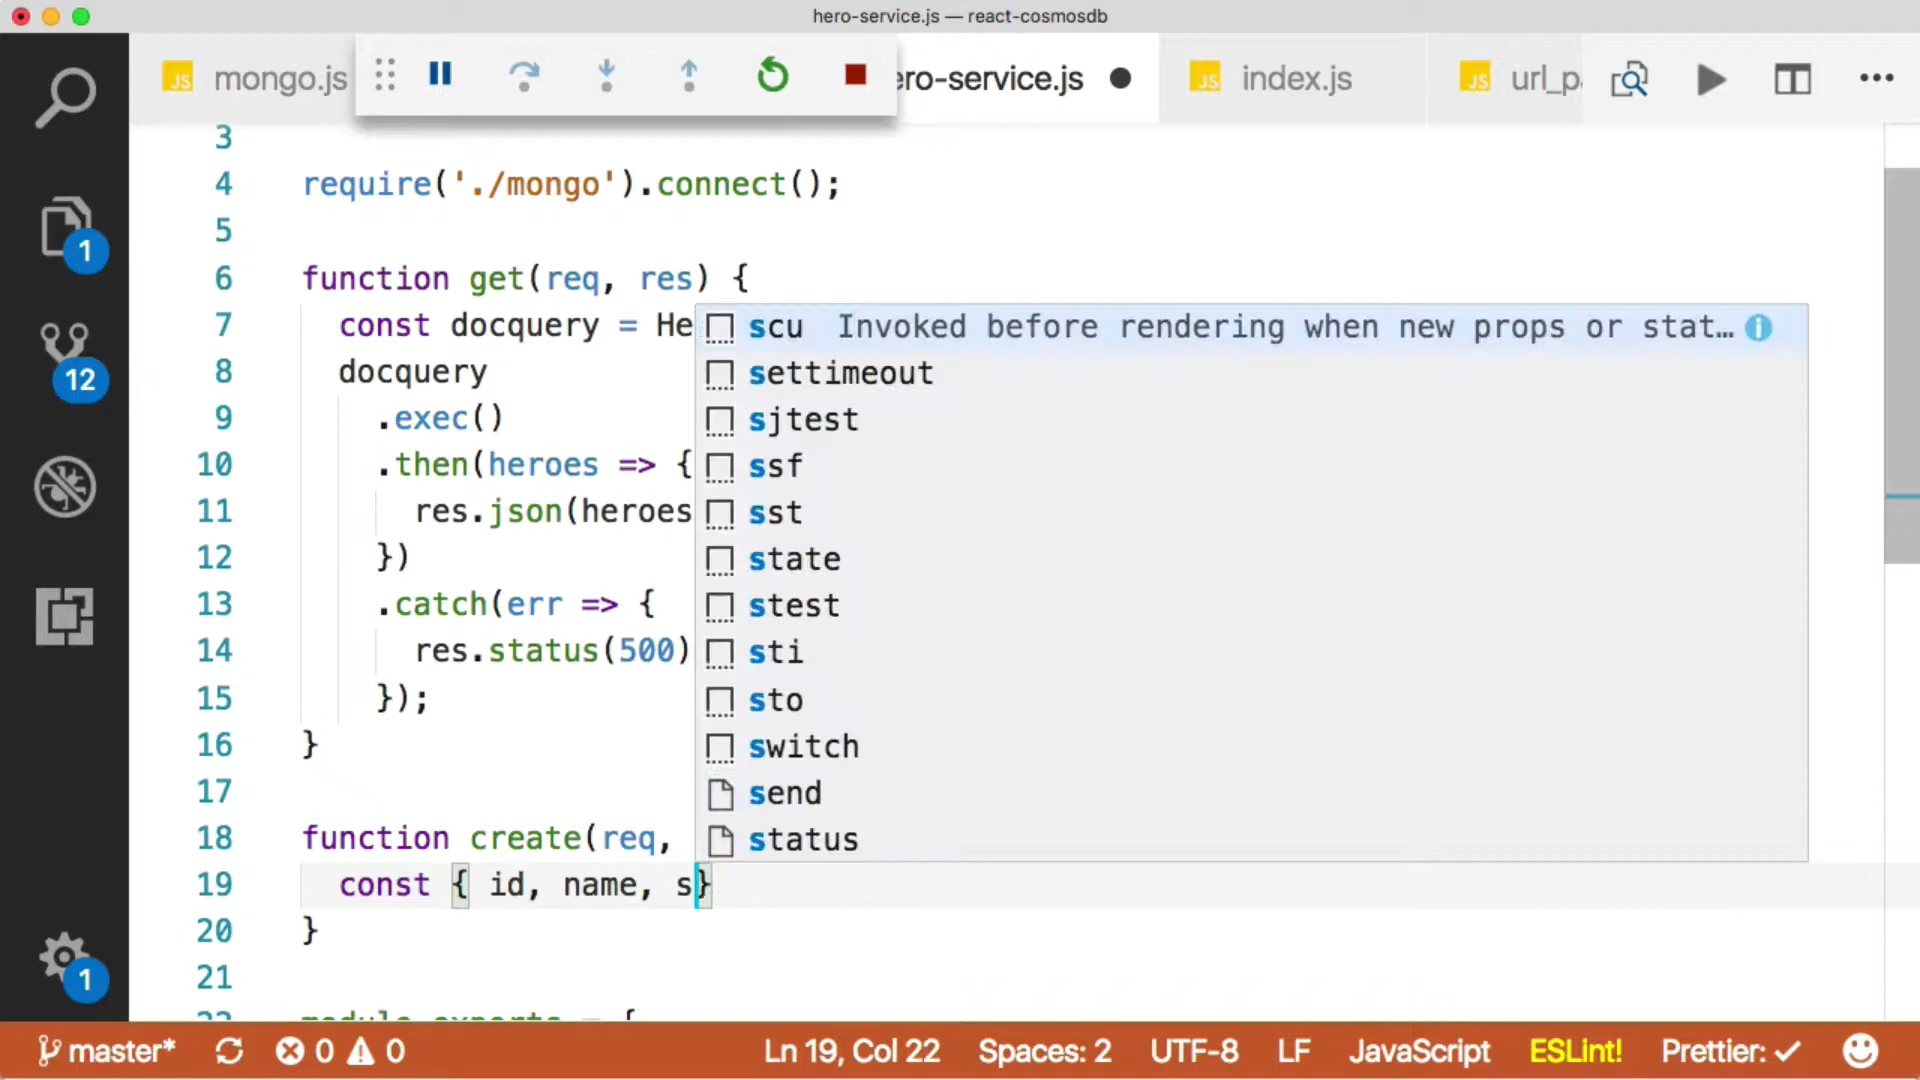 hero-service.js — react-cosmosdb
mongo.js
ero-service.js
index.js
url_p
3
4 require('./mongo').connect();
5
6 function get(req, res) {
7 const docquery = He
8 docquery
9 .exec()
10 .then(heroes => {
11 res.json(heroes
12 })
13 .catch(err => {
14 res.status(500)
15 });
16 }
17
18 function create(req,
19 const { id, name, s}
20 }
21
22 module.exports = {
scu Invoked before rendering when new props or stat…
settimeout
sjtest
ssf
sst
state
stest
sti
sto
switch
send
status
1
12
1
master* 0 0 Ln 19, Col 22 Spaces: 2 UTF-8 LF JavaScript ESLint! Prettier: ✓